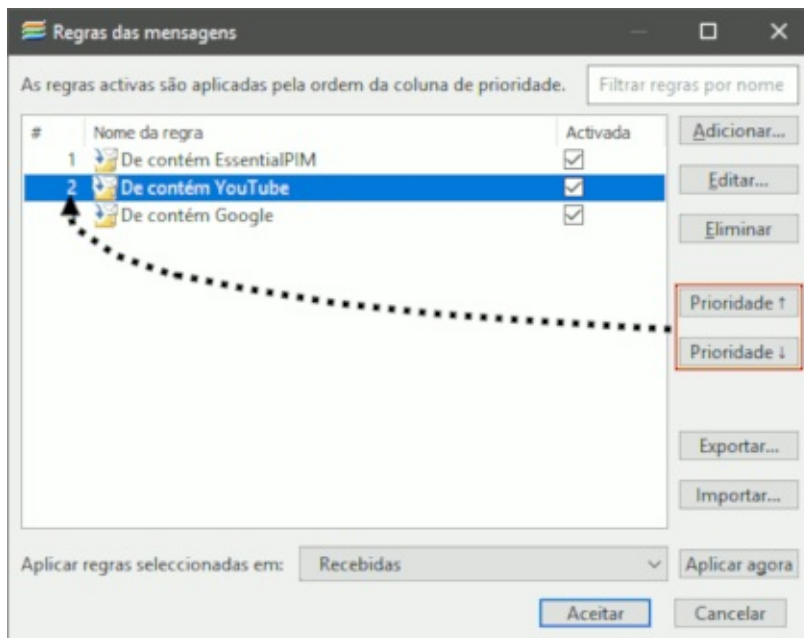 Regras das mensagens
As regras activas são aplicadas pela ordem da coluna de prioridade. Filtrar regras por nome
# Nome da regra Activada Adicionar...
1 De contém EssentialPIM
2 De contém YouTube Editar...
De contém Google
Eliminar
Prioridade ↑
Prioridade ↓
Exportar...
Importar...
Aplicar regras seleccionadas em: Recebidas Aplicar agora
Aceitar Cancelar